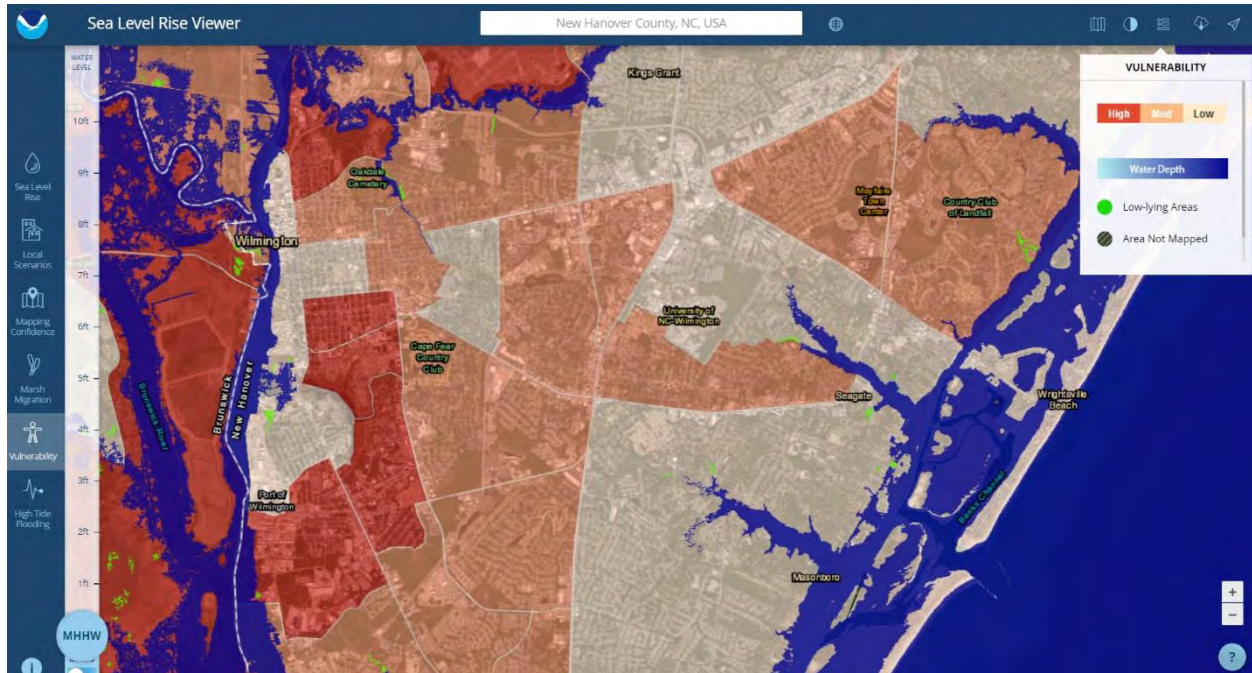 Sea Level Rise Viewer
New Hanover County, NC, USA
WATER
LEVEL
10ft
9ft
8ft
7ft
6ft
5ft
4ft
3ft
2ft
1ft
MHHW
Sea Level
Rise
Local
Scenarios
Mapping
Confidence
Marsh
Migration
Vulnerability
High Tide
Flooding
i
Kings Grant
Oakdale
Cemetery
Wilmington
Mayfaire
Town
Center
Country Club
of Landfall
University of
NC-Wilmington
Cape Fear
Country
Club
Brunswick
New Hanover
Brunswick River
Seagate
Wrightsville
Beach
Banks Channel
Port of
Wilmington
Masonboro
VULNERABILITY
High Med Low
Water Depth
Low-lying Areas
Area Not Mapped
+
−
?